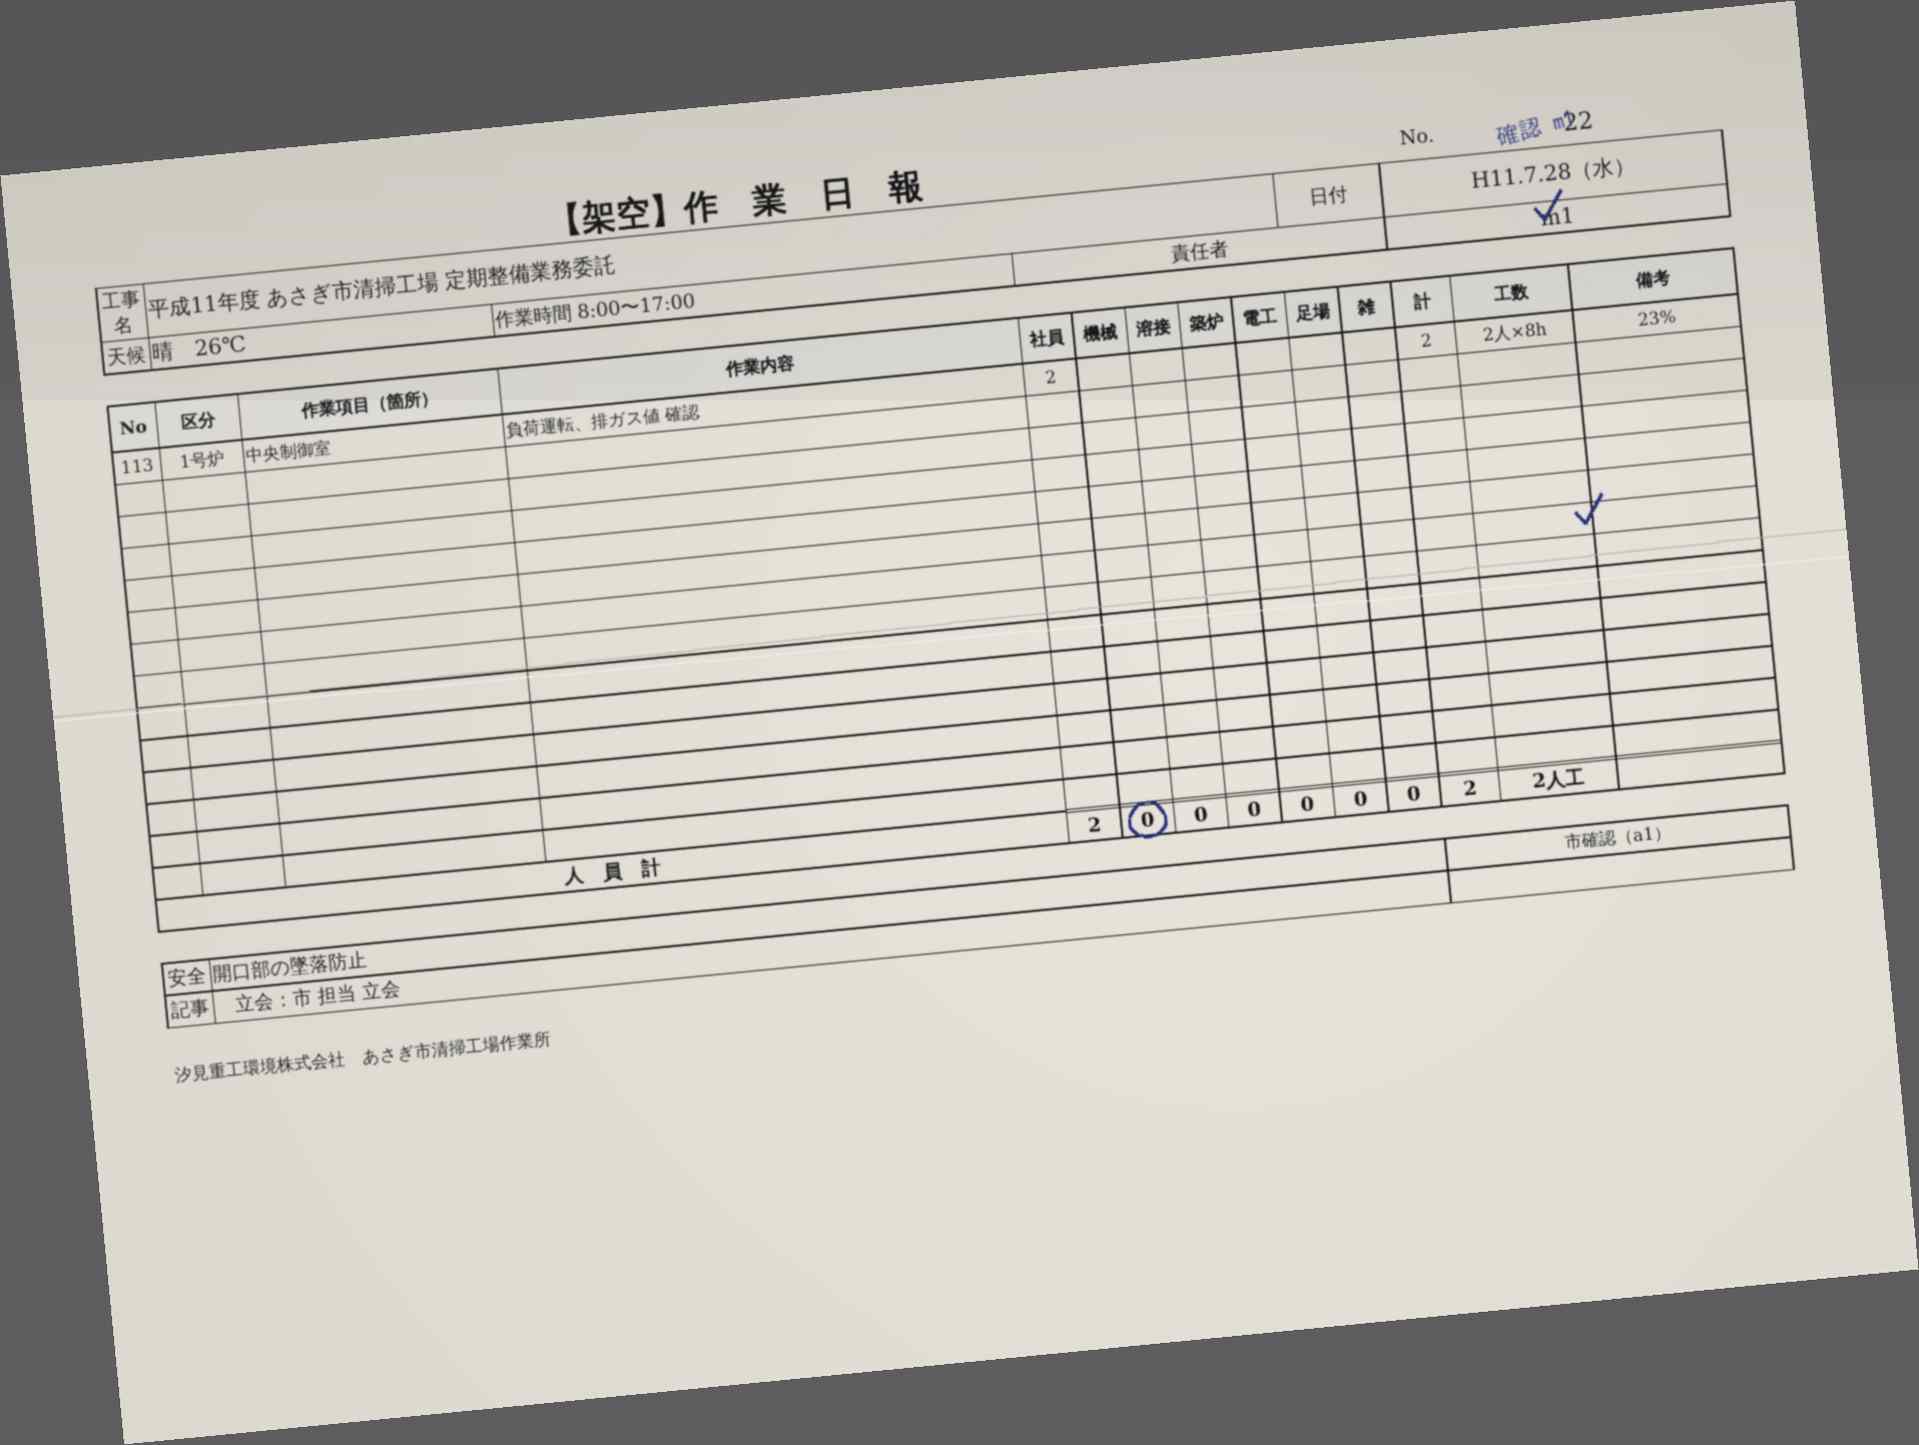 No. 22
確認 m1
【架空】作 業 日 報
工事名 平成11年度 あさぎ市清掃工場 定期整備業務委託 日付 H11.7.28（水）
天候 晴 26℃ 作業時間 8:00〜17:00 責任者 m1
No 区分 作業項目（箇所） 作業内容 社員 機械 溶接 築炉 電工 足場 雑 計 工数 備考
113 1号炉 中央制御室 負荷運転、排ガス値 確認 2 2 2人×8h 23%
人 員 計 2 0 0 0 0 0 0 2 2人工
安全 開口部の墜落防止 市確認（a1）
記事 立会：市 担当 立会
汐見重工環境株式会社 あさぎ市清掃工場作業所